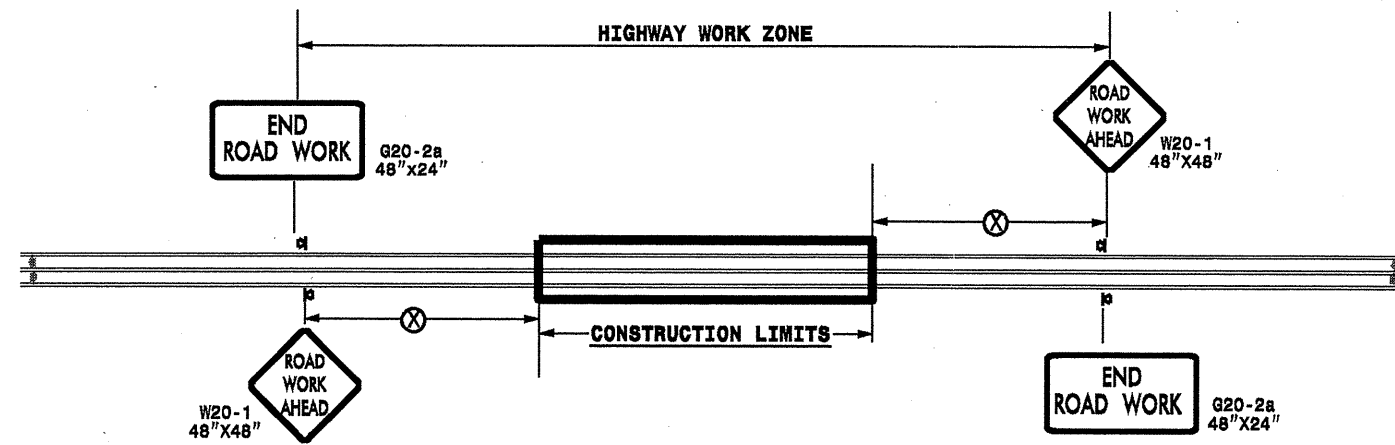 HIGHWAY WORK ZONE
END
ROAD WORK
G20-2a
48"X24"
ROAD
WORK
AHEAD
W20-1
48"X48"
X
X
CONSTRUCTION LIMITS
ROAD
WORK
AHEAD
W20-1
48"X48"
END
ROAD WORK
G20-2a
48"X24"